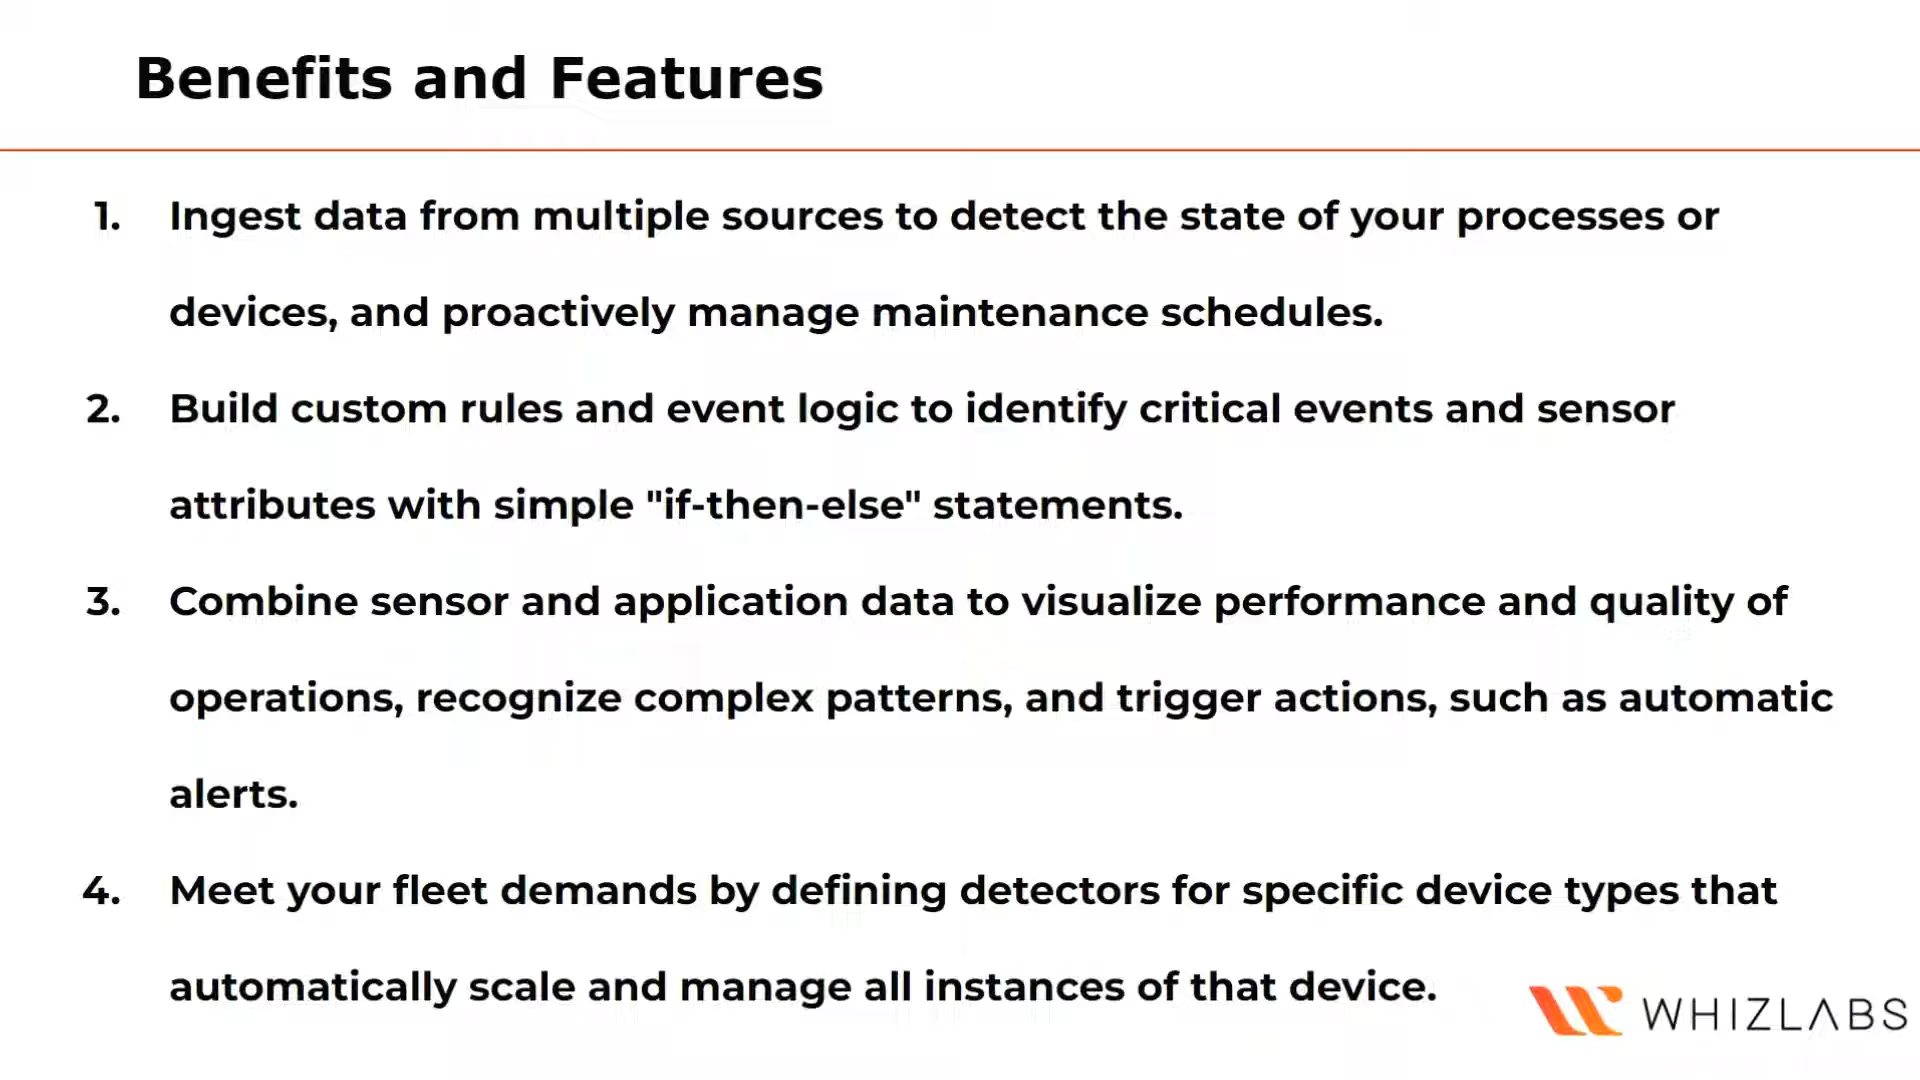 Benefits and Features
1. Ingest data from multiple sources to detect the state of your processes or
devices, and proactively manage maintenance schedules.
2. Build custom rules and event logic to identify critical events and sensor
attributes with simple "if-then-else" statements.
3. Combine sensor and application data to visualize performance and quality of
operations, recognize complex patterns, and trigger actions, such as automatic
alerts.
4. Meet your fleet demands by defining detectors for specific device types that
automatically scale and manage all instances of that device.
WHIZLABS